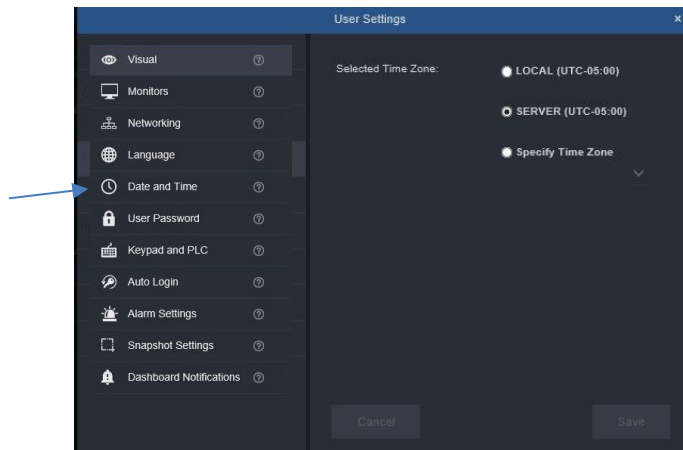 User Settings
×
Visual
Monitors
Networking
Language
Date and Time
User Password
Keypad and PLC
Auto Login
Alarm Settings
Snapshot Settings
Dashboard Notifications
Selected Time Zone:
LOCAL (UTC-05:00)
SERVER (UTC-05:00)
Specify Time Zone
Cancel
Save